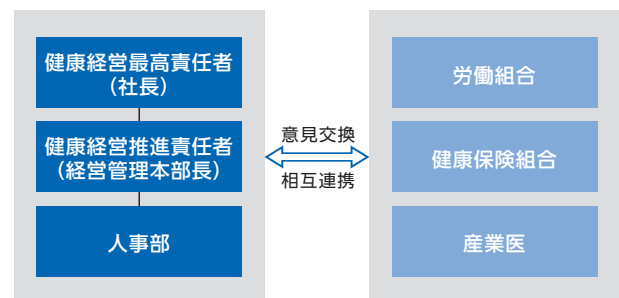 健康経営最高責任者
（社長）
健康経営推進責任者
（経営管理本部長）
人事部
意見交換
相互連携
労働組合
健康保険組合
産業医